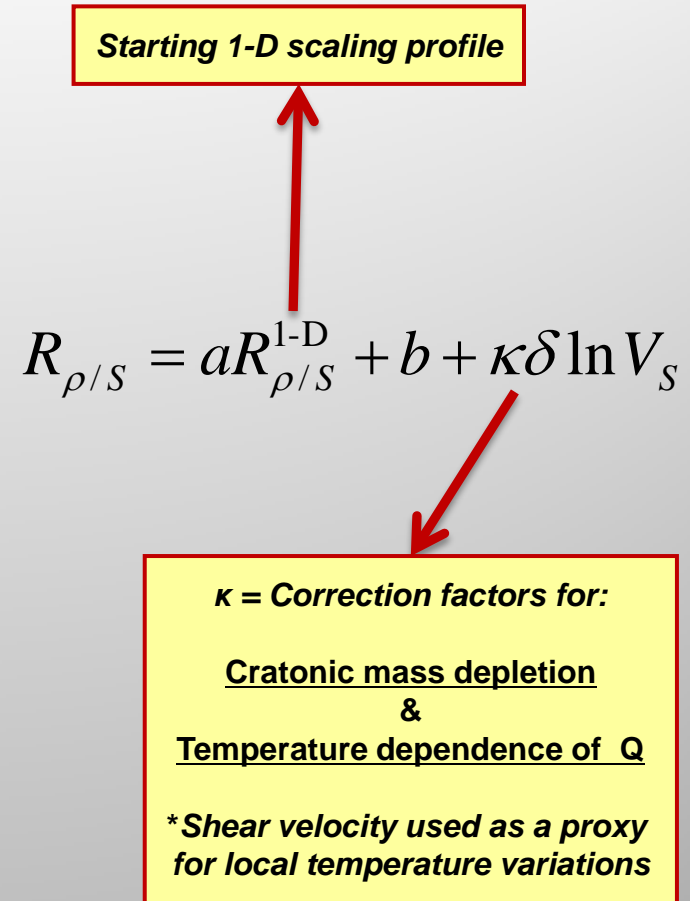 Starting 1-D scaling profile
R_{ρ/S} = aR_{ρ/S}^{1-D} + b + κδ ln V_S
κ = Correction factors for:
Cratonic mass depletion
&
Temperature dependence of Q
*Shear velocity used as a proxy
for local temperature variations